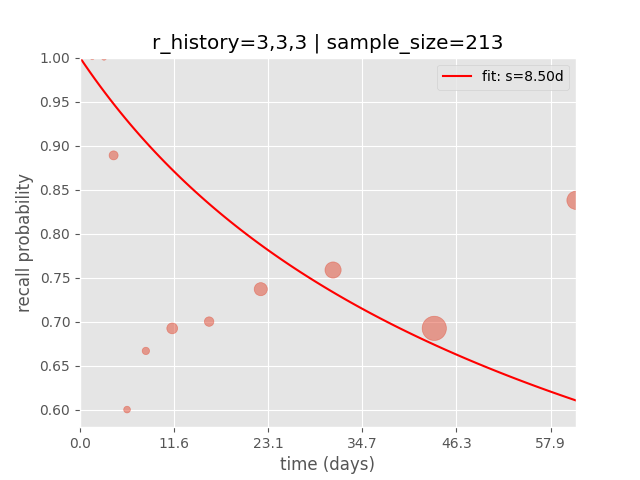 r_history=3,3,3 | sample_size=213
fit: s=8.50d
1.00
0.95
0.90
0.85
0.80
0.75
0.70
0.65
0.60
recall probability
0.0 11.6 23.1 34.7 46.3 57.9
time (days)